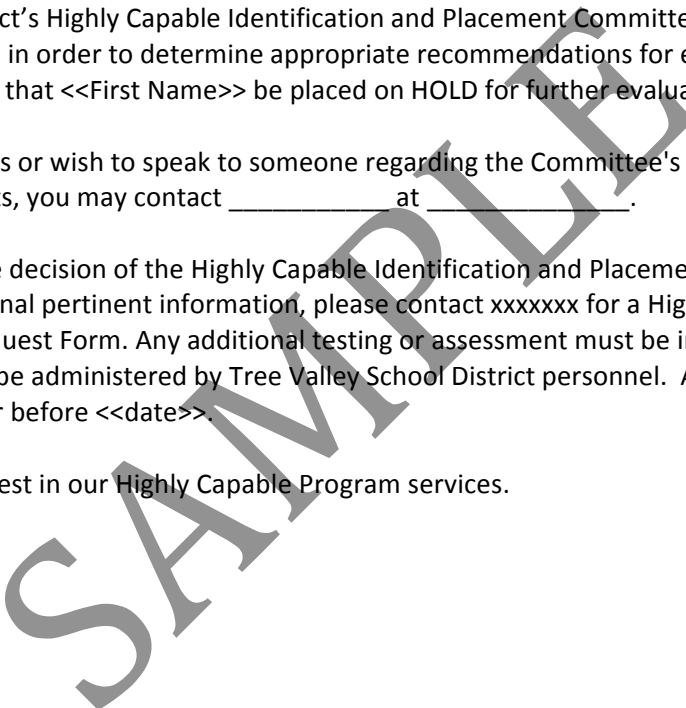 ct’s Highly Capable Identification and Placement Committe
in order to determine appropriate recommendations for e
that <<First Name>> be placed on HOLD for further evalua
s or wish to speak to someone regarding the Committee's
s, you may contact ___________ at ______________.
e decision of the Highly Capable Identification and Placeme
nal pertinent information, please contact xxxxxxx for a Hig
uest Form. Any additional testing or assessment must be i
be administered by Tree Valley School District personnel.  A
r before <<date>>.
est in our Highly Capable Program services.
SAMPLE